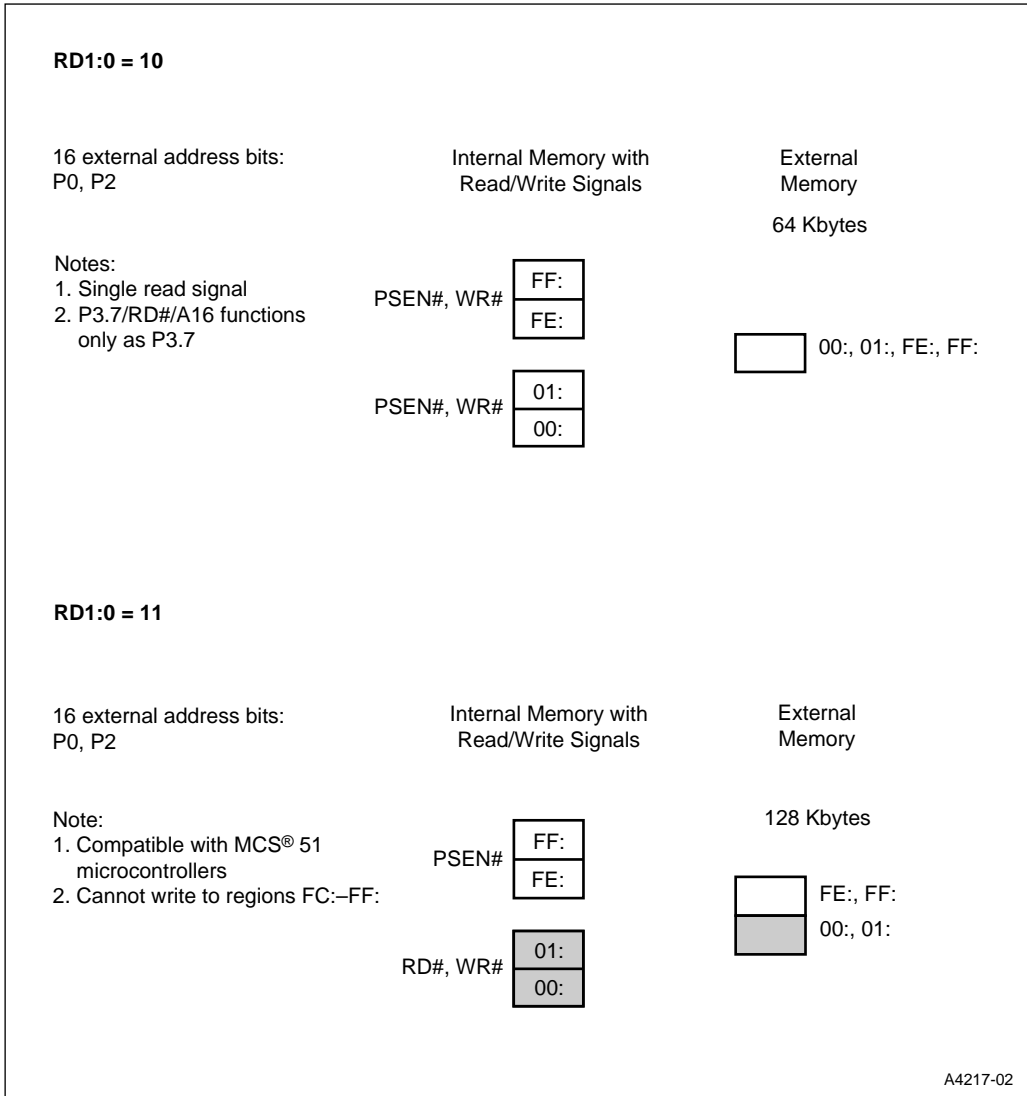 RD1:0 = 10
16 external address bits:
P0, P2
Internal Memory with
Read/Write Signals
External
Memory
64 Kbytes
Notes:
1. Single read signal
2. P3.7/RD#/A16 functions
only as P3.7
PSEN#, WR#
FF:
FE:
PSEN#, WR#
01:
00:
00:, 01:, FE:, FF:
RD1:0 = 11
16 external address bits:
P0, P2
Internal Memory with
Read/Write Signals
External
Memory
128 Kbytes
Note:
1. Compatible with MCS® 51
microcontrollers
2. Cannot write to regions FC:–FF:
PSEN#
FF:
FE:
RD#, WR#
01:
00:
FE:, FF:
00:, 01:
A4217-02